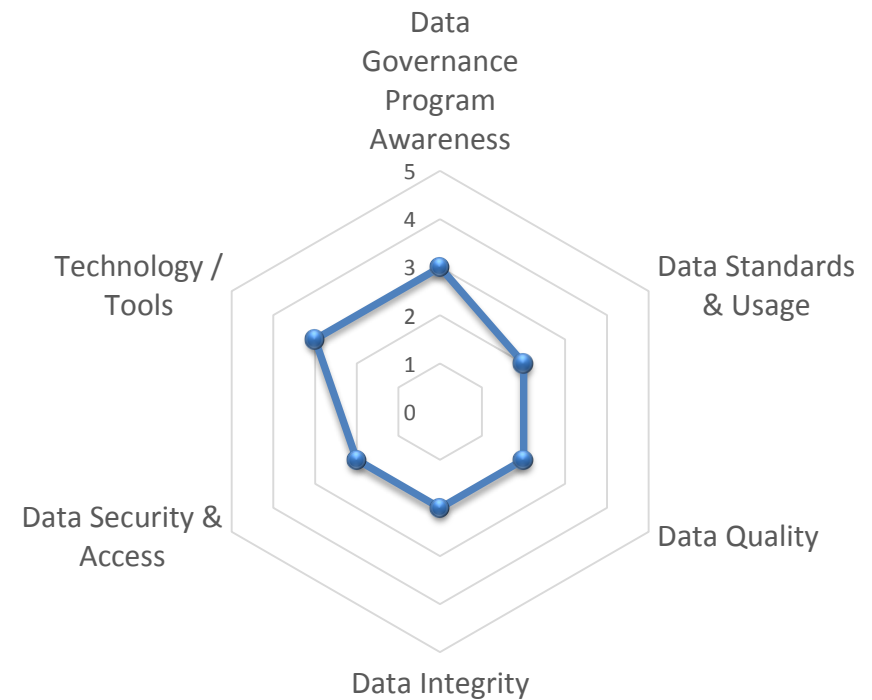 Data
Governance
Program
Awareness
5
4
3
2
1
0
Technology /
Tools
Data Standards
& Usage
Data Security &
Access
Data Quality
Data Integrity